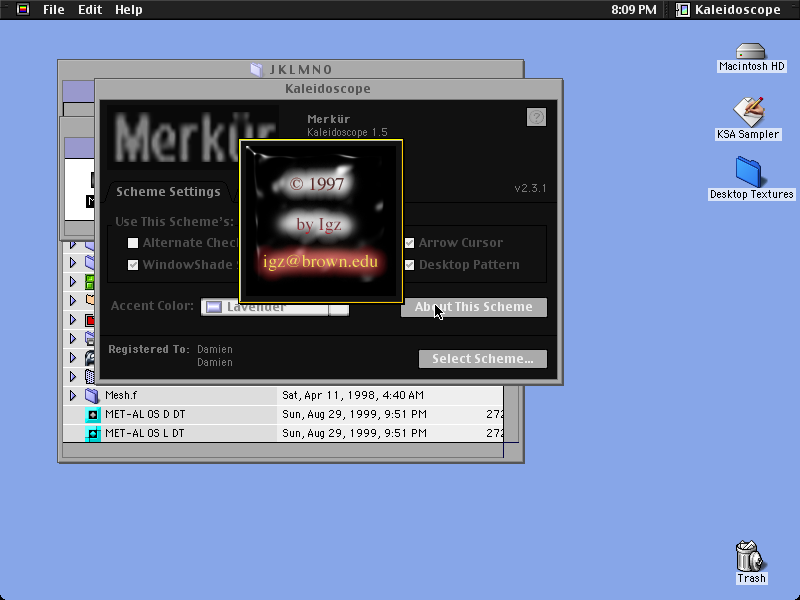 File Edit Help
8:09 PM
Kaleidoscope
Macintosh HD
KSA Sampler
Desktop Textures
JKLMNO
Kaleidoscope
Merkür
Merkür
Kaleidoscope 1.5
v2.3.1
© 1997
by Igz
igz@brown.edu
Scheme Settings
Use This Scheme's:
Alternate Chec
Arrow Cursor
WindowShade
Desktop Pattern
Accent Color:
Lavender
About This Scheme
Registered To:
Damien
Damien
Select Scheme...
Mesh.f
Sat, Apr 11, 1998, 4:40 AM
MET-AL OS D DT
Sun, Aug 29, 1999, 9:51 PM
272
MET-AL OS L DT
Sun, Aug 29, 1999, 9:51 PM
272
Trash